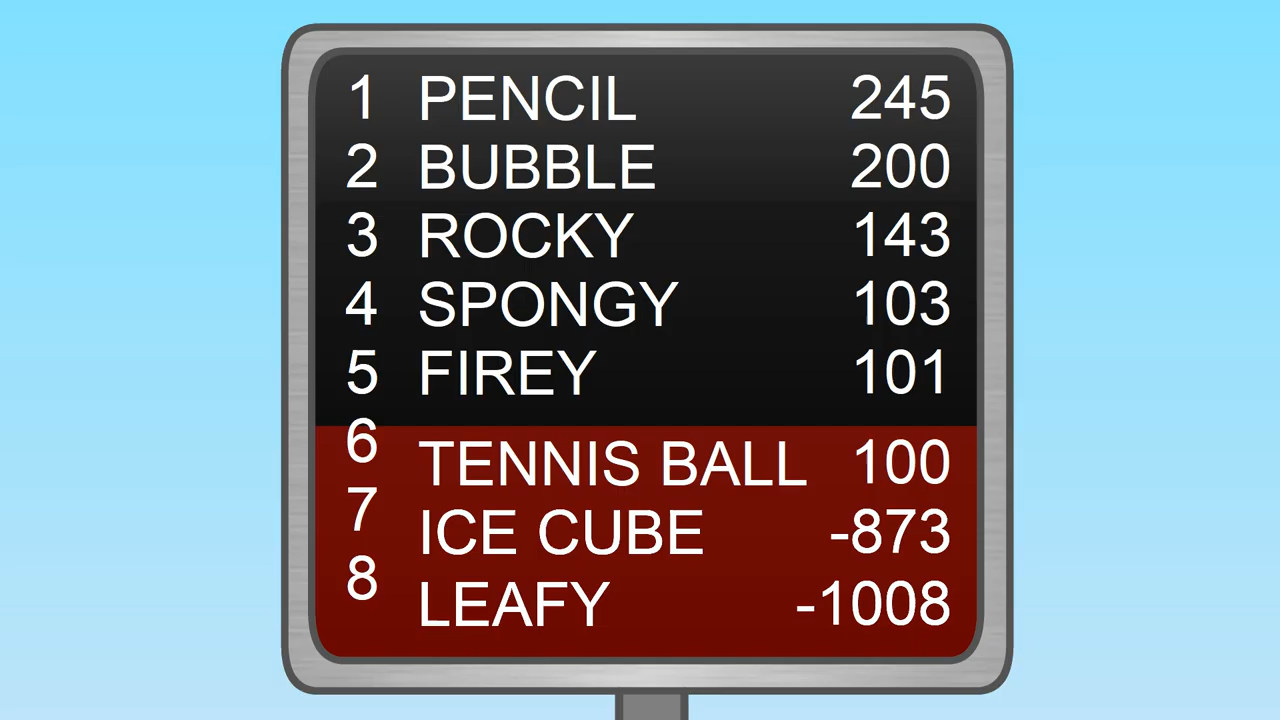 1 PENCIL 245
2 BUBBLE 200
3 ROCKY 143
4 SPONGY 103
5 FIREY 101
6 TENNIS BALL 100
7 ICE CUBE -873
8 LEAFY -1008